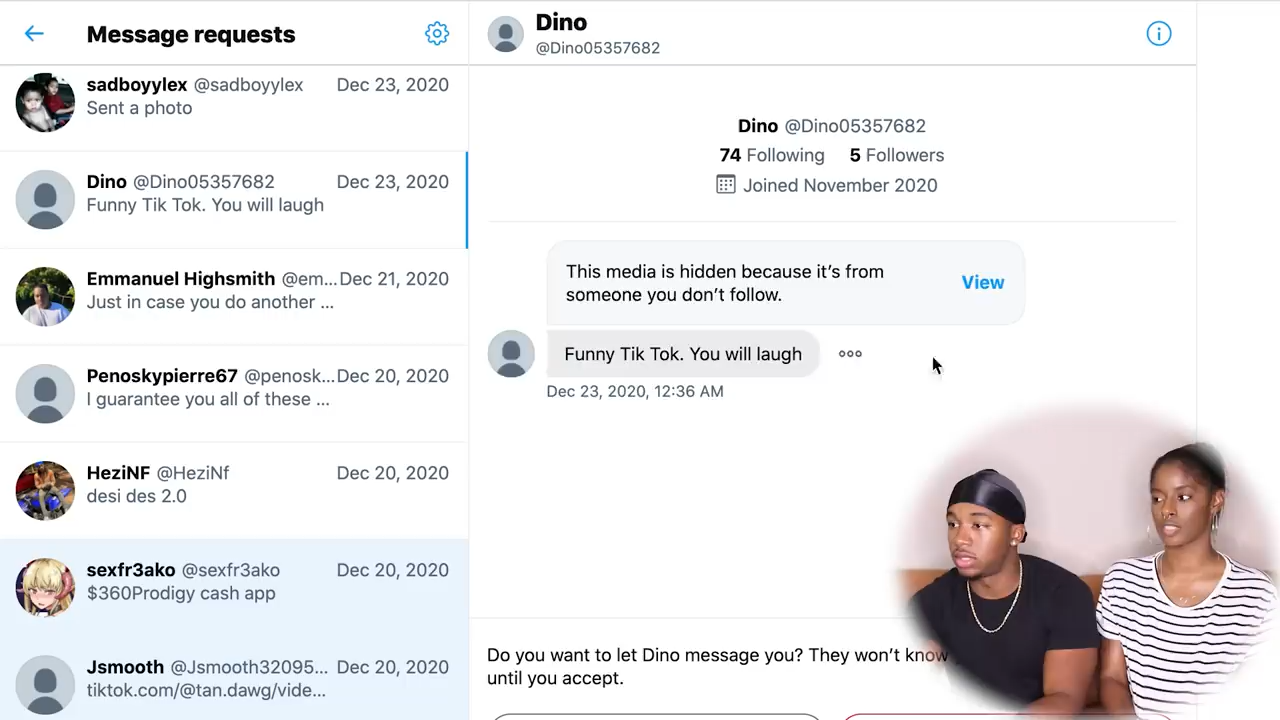 Message requests
sadboyylex @sadboyylex Dec 23, 2020
Sent a photo
Dino @Dino05357682 Dec 23, 2020
Funny Tik Tok. You will laugh
Emmanuel Highsmith @em... Dec 21, 2020
Just in case you do another ...
Penoskypierre67 @penosk... Dec 20, 2020
I guarantee you all of these ...
HeziNF @HeziNf Dec 20, 2020
desi des 2.0
sexfr3ako @sexfr3ako Dec 20, 2020
$360Prodigy cash app
Jsmooth @Jsmooth32095... Dec 20, 2020
tiktok.com/@tan.dawg/vide...
Dino
@Dino05357682
Dino @Dino05357682
74 Following 5 Followers
Joined November 2020
This media is hidden because it's from
someone you don't follow.
View
Funny Tik Tok. You will laugh
Dec 23, 2020, 12:36 AM
Do you want to let Dino message you? They won't know
until you accept.